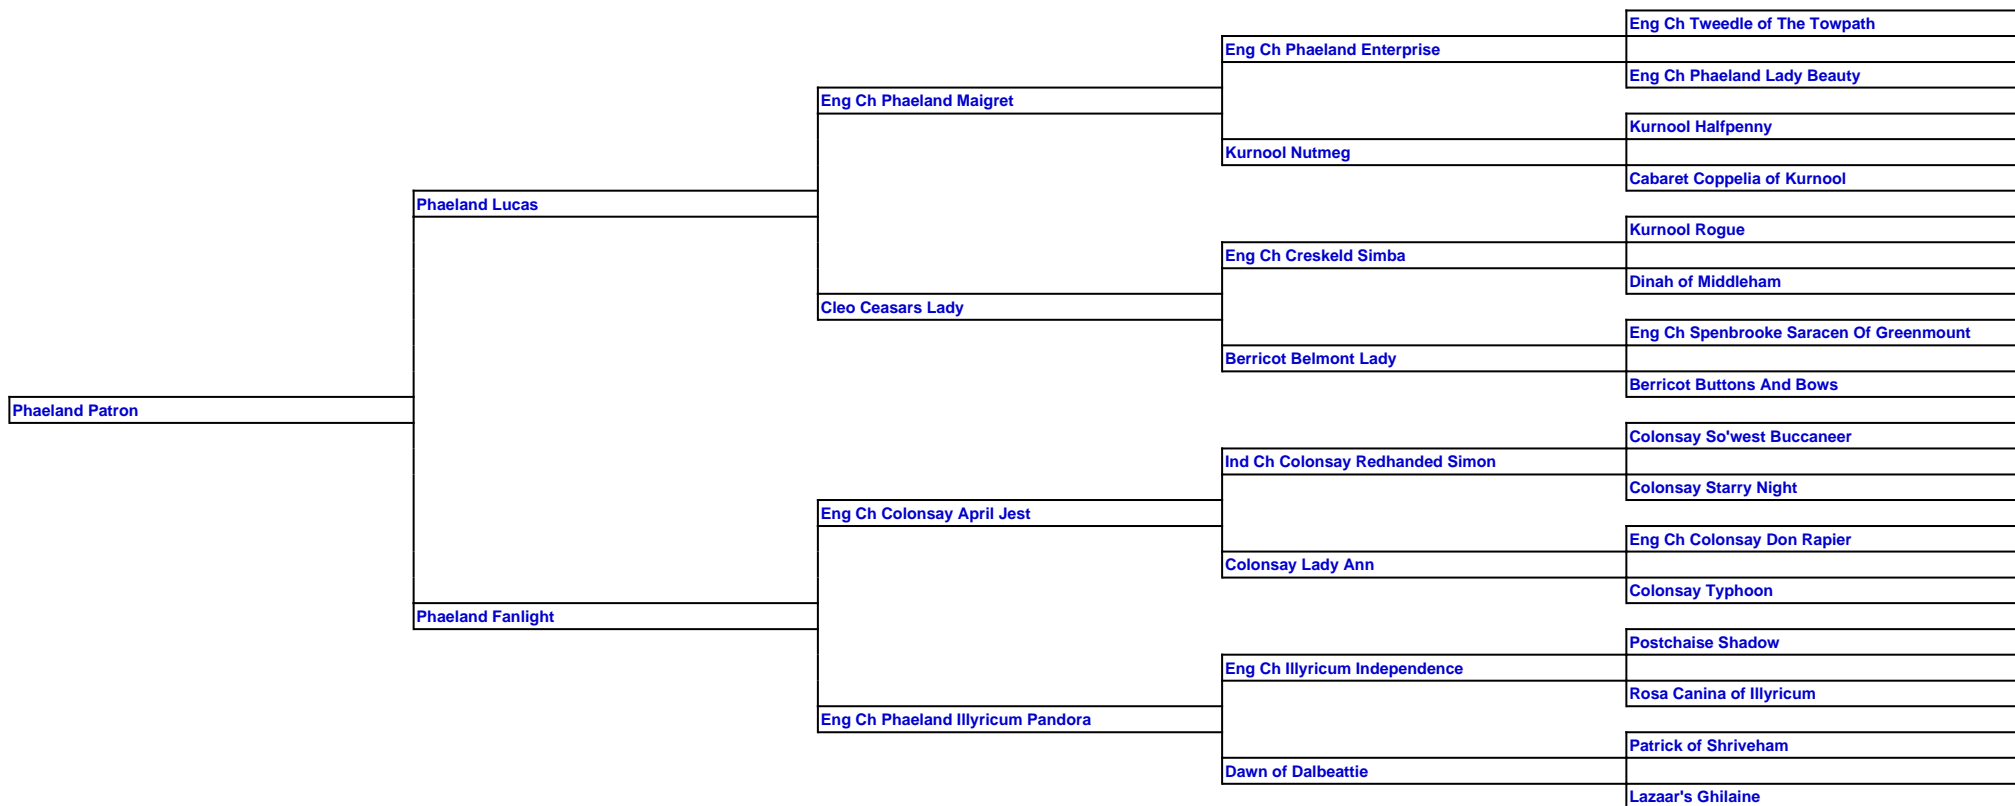 Eng Ch Tweedle of The Towpath
Eng Ch Phaeland Enterprise
Eng Ch Phaeland Lady Beauty
Eng Ch Phaeland Maigret
Kurnool Halfpenny
Kurnool Nutmeg
Cabaret Coppelia of Kurnool
Phaeland Lucas
Kurnool Rogue
Eng Ch Creskeld Simba
Dinah of Middleham
Cleo Ceasars Lady
Eng Ch Spenbrooke Saracen Of Greenmount
Berricot Belmont Lady
Berricot Buttons And Bows
Phaeland Patron
Colonsay So'west Buccaneer
Ind Ch Colonsay Redhanded Simon
Colonsay Starry Night
Eng Ch Colonsay April Jest
Eng Ch Colonsay Don Rapier
Colonsay Lady Ann
Colonsay Typhoon
Phaeland Fanlight
Postchaise Shadow
Eng Ch Illyricum Independence
Rosa Canina of Illyricum
Eng Ch Phaeland Illyricum Pandora
Patrick of Shriveham
Dawn of Dalbeattie
Lazaar's Ghilaine